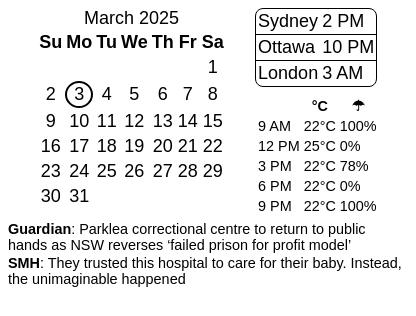 March 2025
Su Mo Tu We Th Fr Sa
1
2 3 4 5 6 7 8
9 10 11 12 13 14 15
16 17 18 19 20 21 22
23 24 25 26 27 28 29
30 31
Sydney 2 PM
Ottawa 10 PM
London 3 AM
°C ☂
9 AM 22°C 100%
12 PM 25°C 0%
3 PM 22°C 78%
6 PM 22°C 0%
9 PM 22°C 100%
Guardian: Parklea correctional centre to return to public
hands as NSW reverses ‘failed prison for profit model’
SMH: They trusted this hospital to care for their baby. Instead,
the unimaginable happened